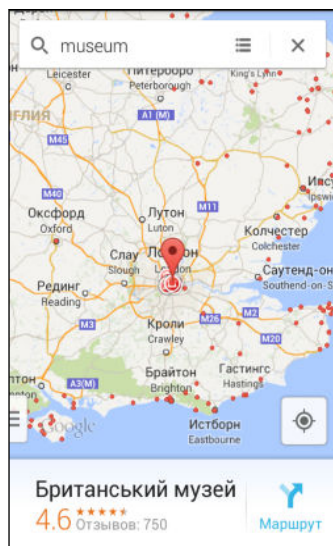 museum
Leicester
Питерборо
Peterborough
King's Lynn
A1 (M)
ГЛИЯ
M45
M40
M11
Оксфорд
Oxford
Лутон
Luton
Колчестер
Colchester
Слау
Slough
Саутенд-он
Southend-on-S
Рединг
Reading
M3
M26
M2
M20
Кроли
Crawley
A3(M)
Брайтон
Brighton
Гастингс
Hastings
Google
Истборн
Eastbourne
Британський музей
4.6 Отзывов: 750
Маршрут